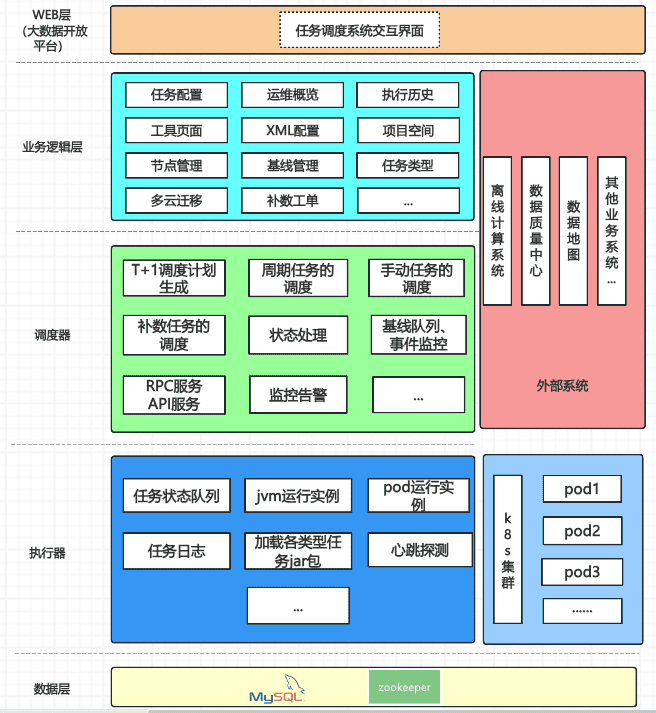 WEB层
（大数据开放
平台）
任务调度系统交互界面
业务逻辑层
任务配置
运维概览
执行历史
工具页面
XML配置
项目空间
节点管理
基线管理
任务类型
多云迁移
补数工单
...
离线计算系统
数据质量中心
数据地图
其他业务系统...
外部系统
调度器
T+1调度计划
生成
周期任务的
调度
手动任务的
调度
补数任务的
调度
状态处理
基线队列、
事件监控
RPC服务
API服务
监控告警
...
执行器
任务状态队列
jvm运行实例
pod运行实
例
任务日志
加载各类型任
务jar包
心跳探测
...
k8s集群
pod1
pod2
pod3
......
数据层
MySQL
zookeeper